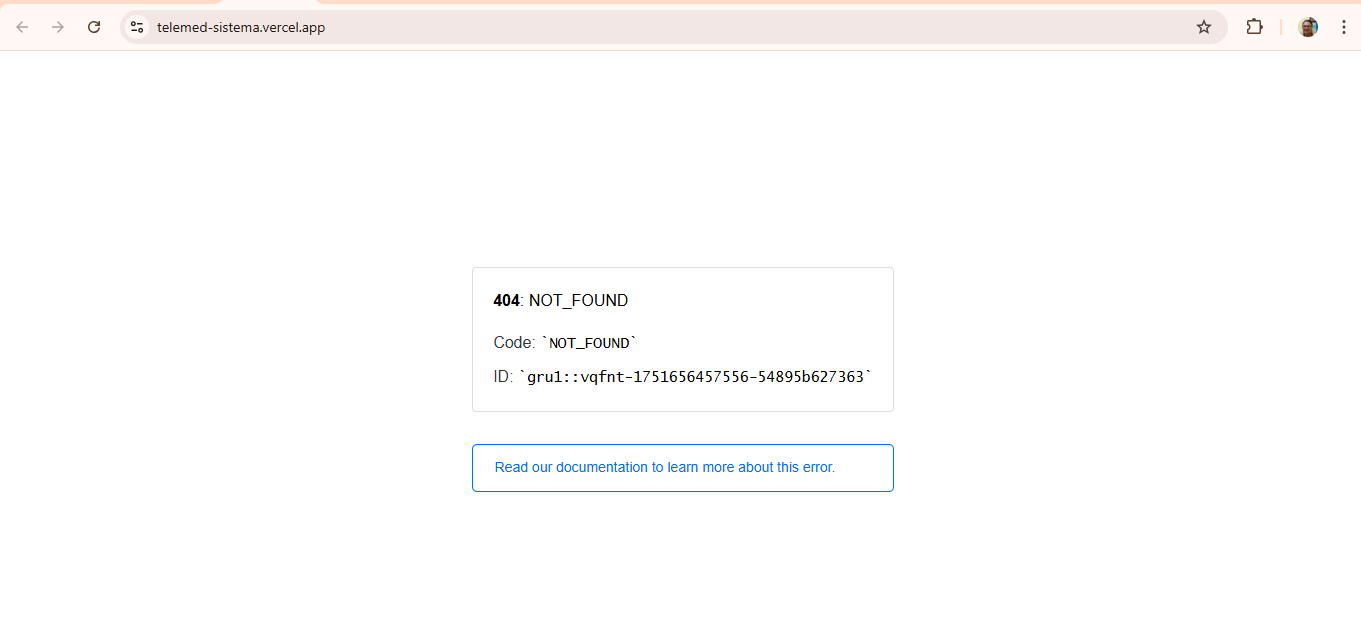 telemed-sistema.vercel.app
404: NOT_FOUND
Code: `NOT_FOUND`
ID: `gru1::vqfnt-1751656457556-54895b627363`
Read our documentation to learn more about this error.